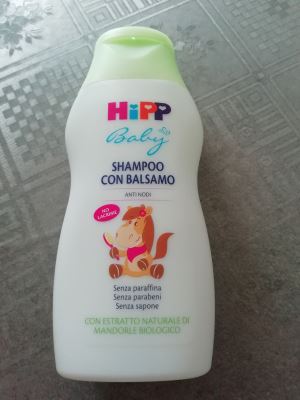 HiPP
Baby
SHAMPOO
CON BALSAMO
ANTI NODI
NO
LACRIME
Senza paraffina
Senza parabeni
Senza sapone
CON ESTRATTO NATURALE DI
MANDORLE BIOLOGICO